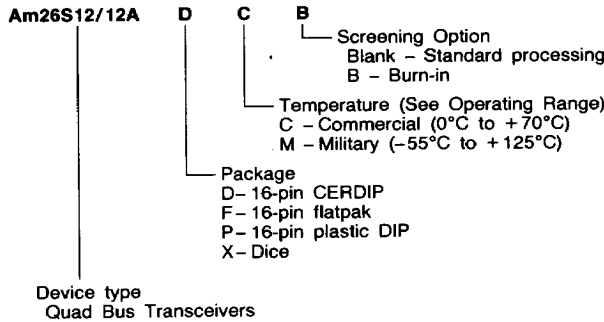 Am26S12/12A D C B
Screening Option
Blank – Standard processing
B – Burn-in
Temperature (See Operating Range)
C – Commercial (0°C to +70°C)
M – Military (–55°C to +125°C)
Package
D– 16-pin CERDIP
F – 16-pin flatpak
P– 16-pin plastic DIP
X– Dice
Device type
Quad Bus Transceivers